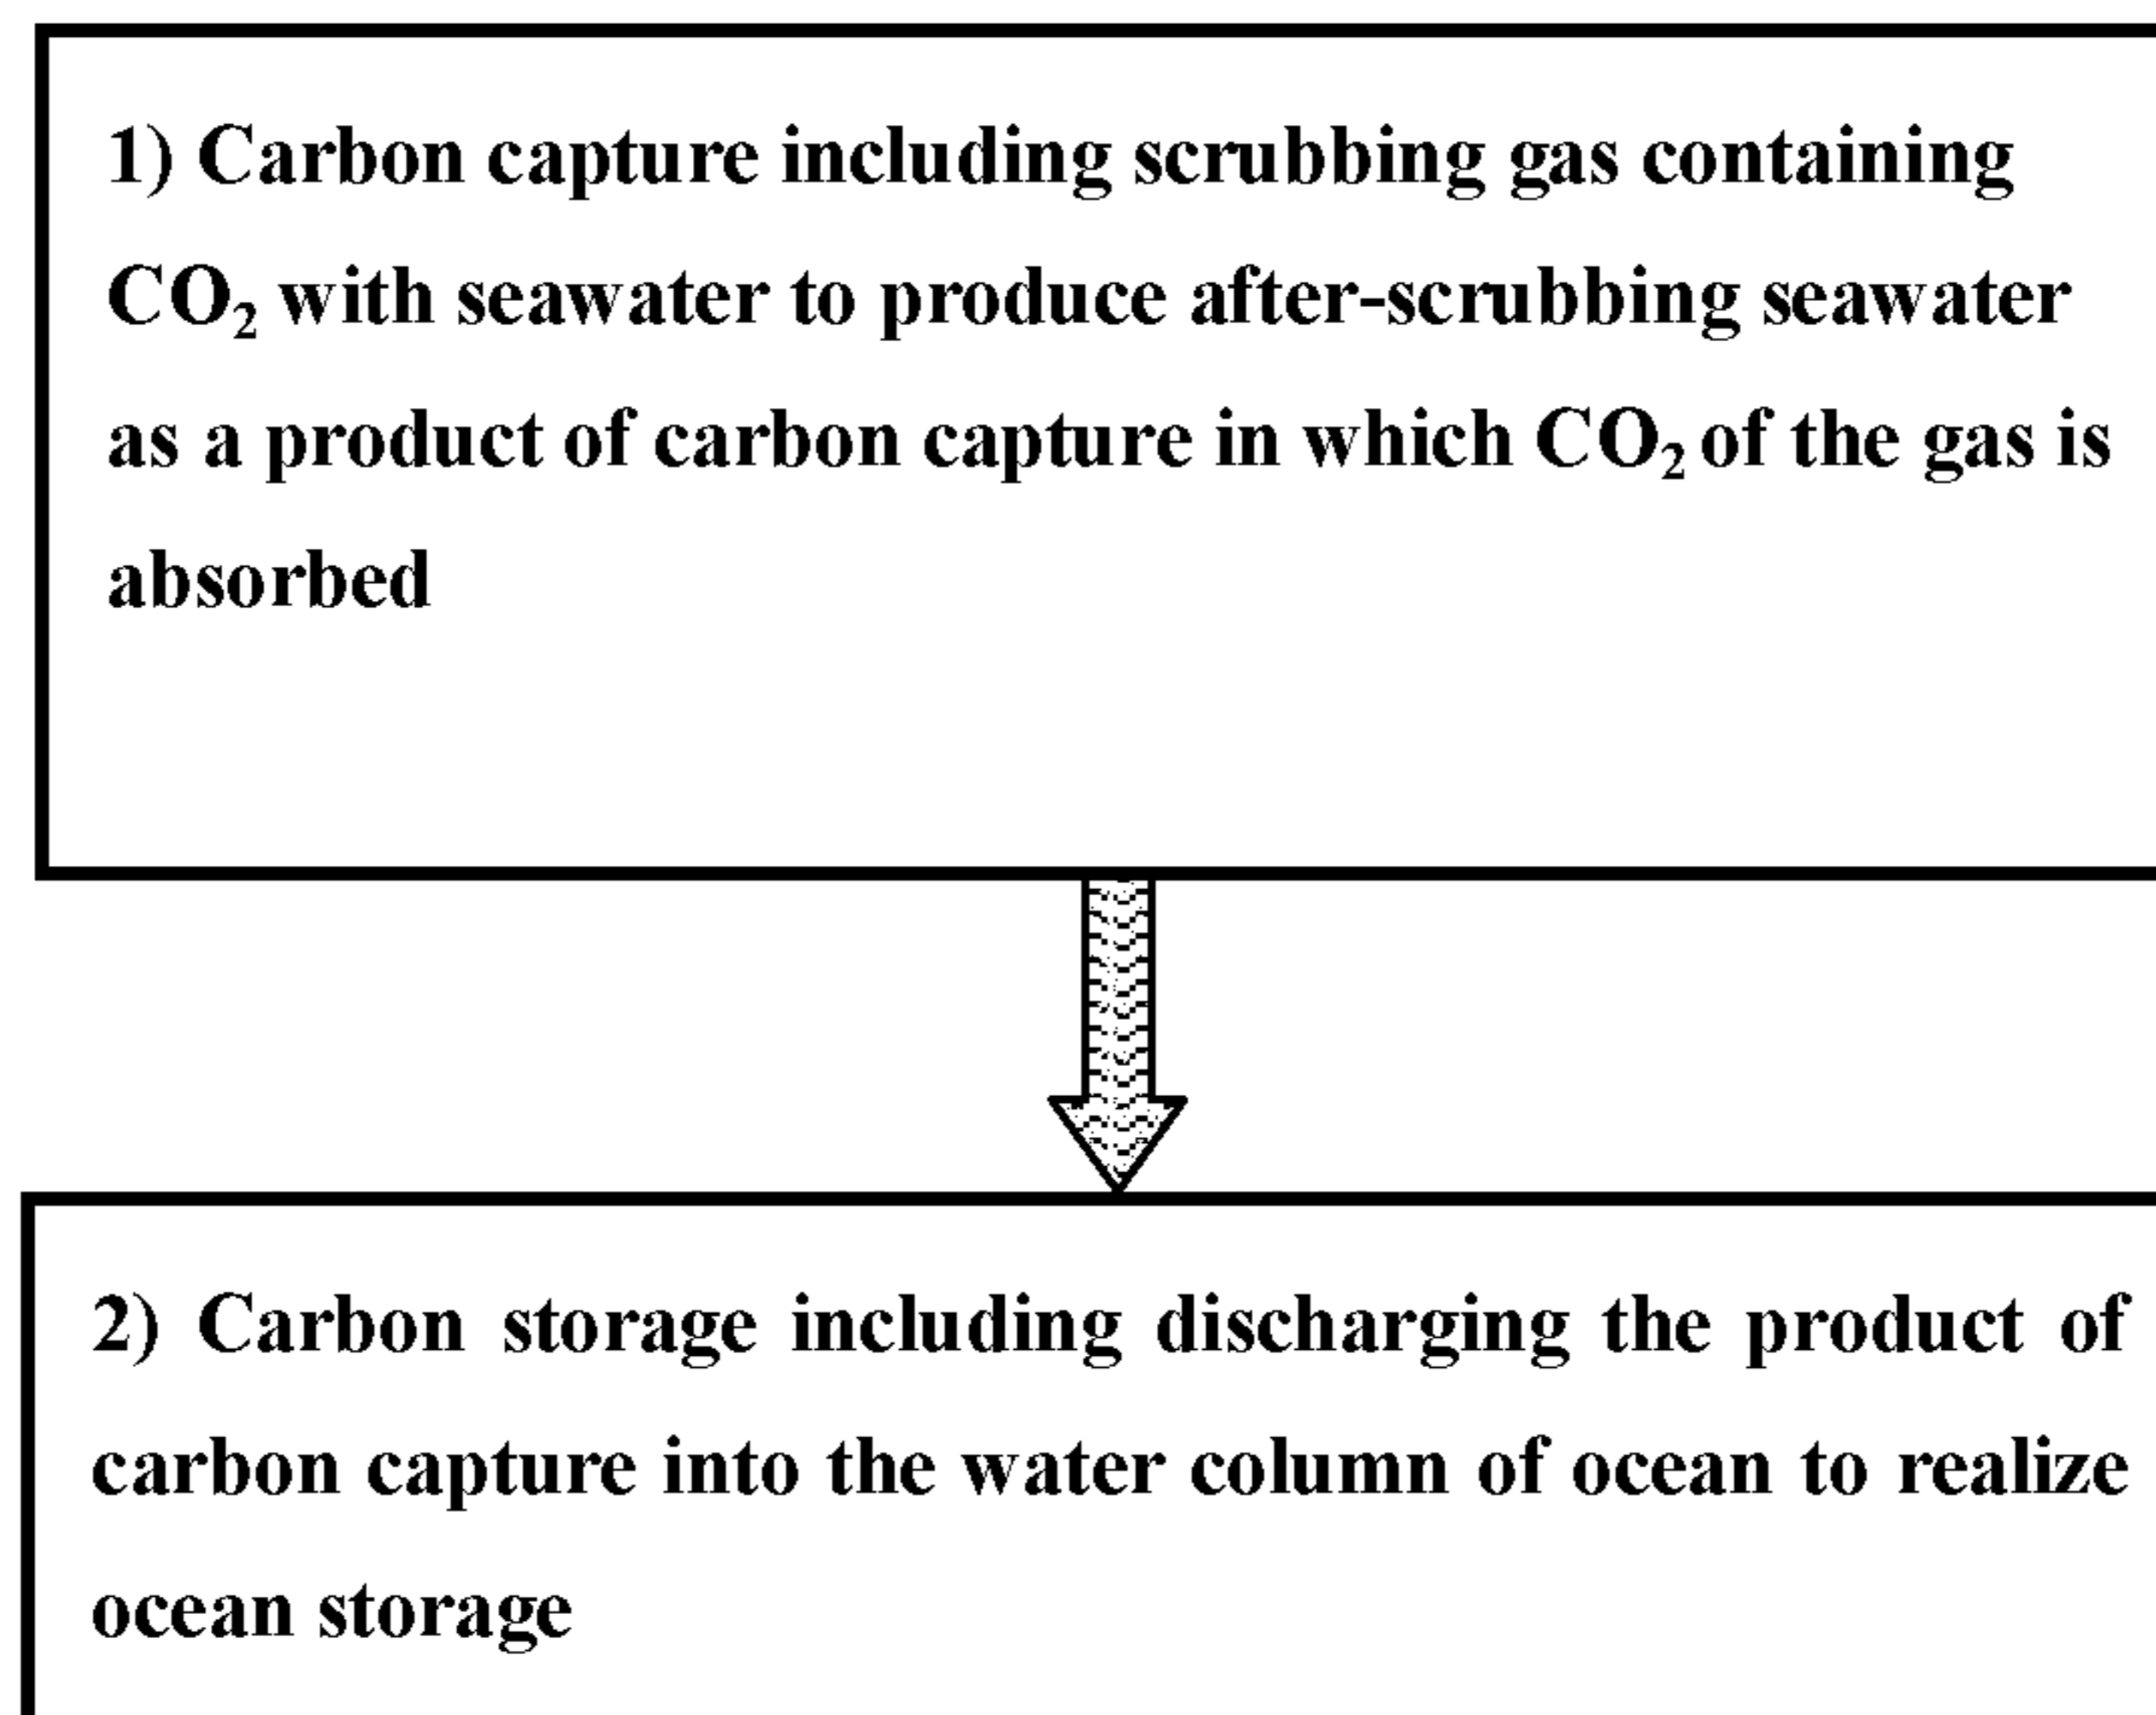 1) Carbon capture including scrubbing gas containing
CO₂ with seawater to produce after-scrubbing seawater
as a product of carbon capture in which CO₂ of the gas is
absorbed
2) Carbon storage including discharging the product of
carbon capture into the water column of ocean to realize
ocean storage